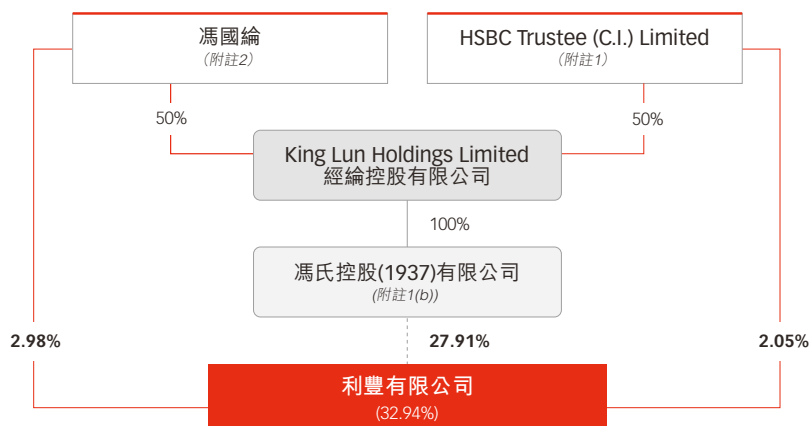 馮國綸
（附註2）
HSBC Trustee (C.I.) Limited
（附註1）
50%
50%
King Lun Holdings Limited
經綸控股有限公司
100%
馮氏控股(1937)有限公司
(附註1(b))
2.98%
27.91%
2.05%
利豐有限公司
(32.94%)